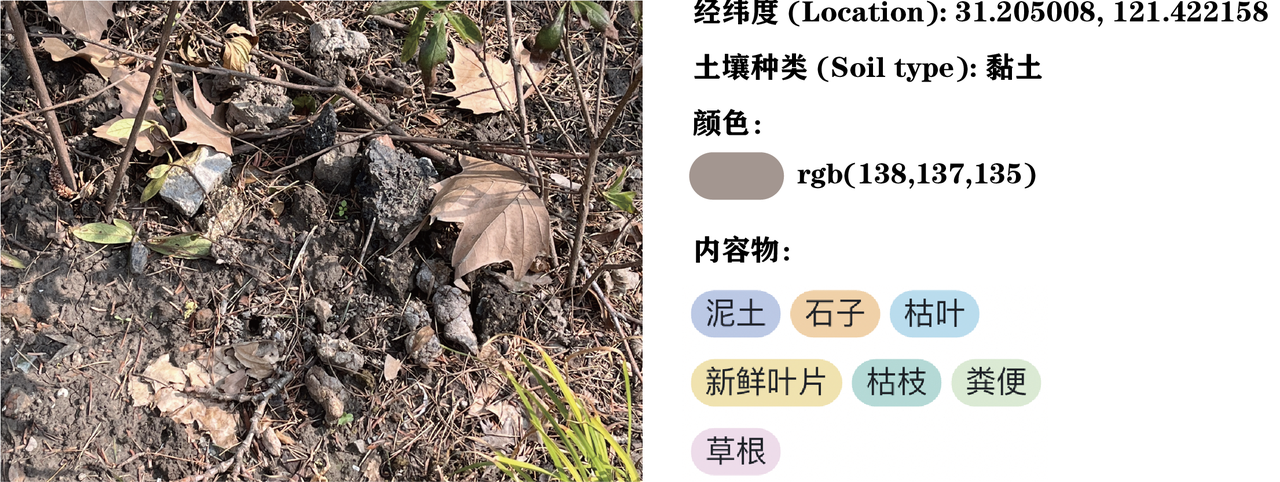 经纬度 (Location): 31.205008, 121.422158
土壤种类 (Soil type): 黏土
颜色:
rgb(138,137,135)
内容物:
泥土 石子 枯叶
新鲜叶片 枯枝 粪便
草根